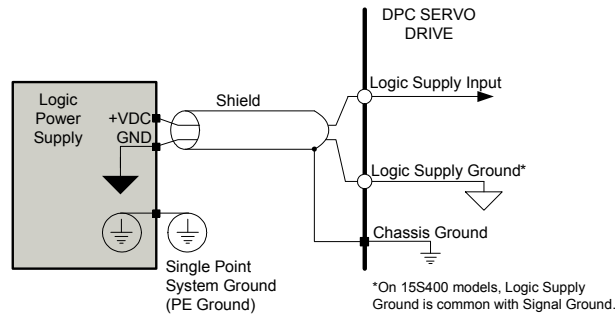 DPC SERVO
DRIVE
Logic
Power
Supply
+VDC
GND
Shield
Logic Supply Input
Logic Supply Ground*
Chassis Ground
Single Point
System Ground
(PE Ground)
*On 15S400 models, Logic Supply
Ground is common with Signal Ground.